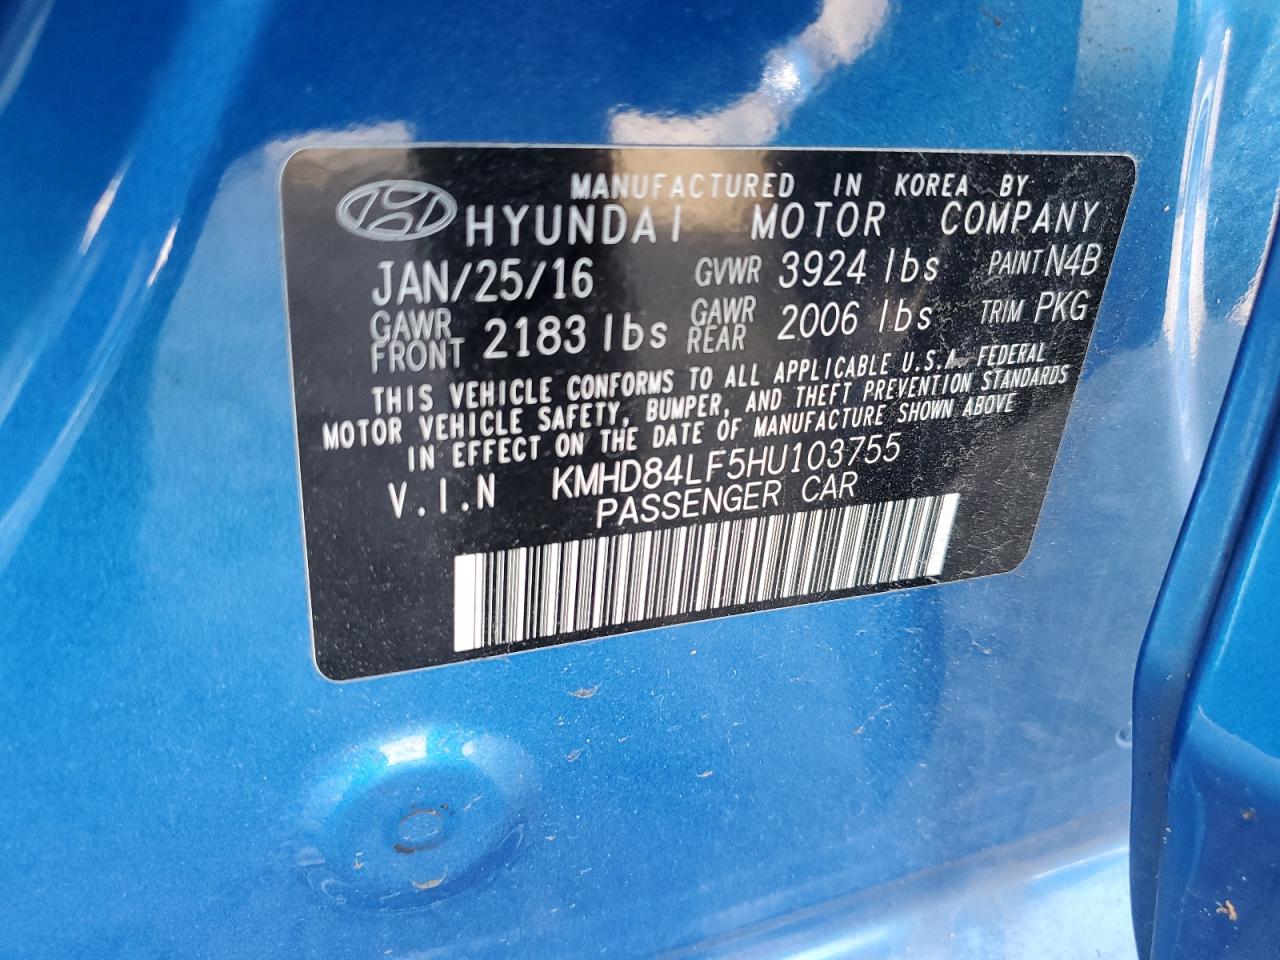 MANUFACTURED IN KOREA BY
HYUNDAI MOTOR COMPANY
JAN/25/16 GVWR 3924 lbs PAINT N4B
GAWR FRONT 2183 lbs GAWR REAR 2006 lbs TRIM PKG
THIS VEHICLE CONFORMS TO ALL APPLICABLE U.S.A. FEDERAL
MOTOR VEHICLE SAFETY, BUMPER, AND THEFT PREVENTION STANDARDS
IN EFFECT ON THE DATE OF MANUFACTURE SHOWN ABOVE
V.I.N KMHD84LF5HU103755
PASSENGER CAR